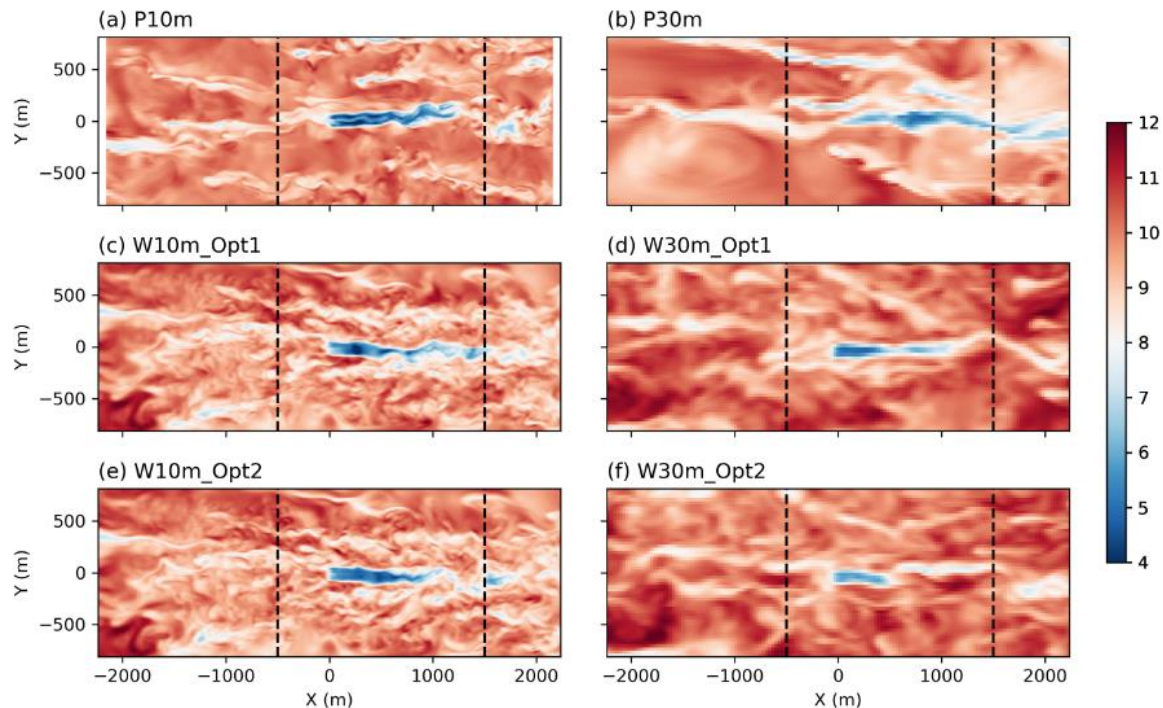 (a) P10m
(b) P30m
Y (m)
500
0
−500
(c) W10m_Opt1
(d) W30m_Opt1
Y (m)
500
0
−500
(e) W10m_Opt2
(f) W30m_Opt2
Y (m)
500
0
−500
−2000 −1000 0 1000 2000
X (m)
−2000 −1000 0 1000 2000
X (m)
12
11
10
9
8
7
6
5
4